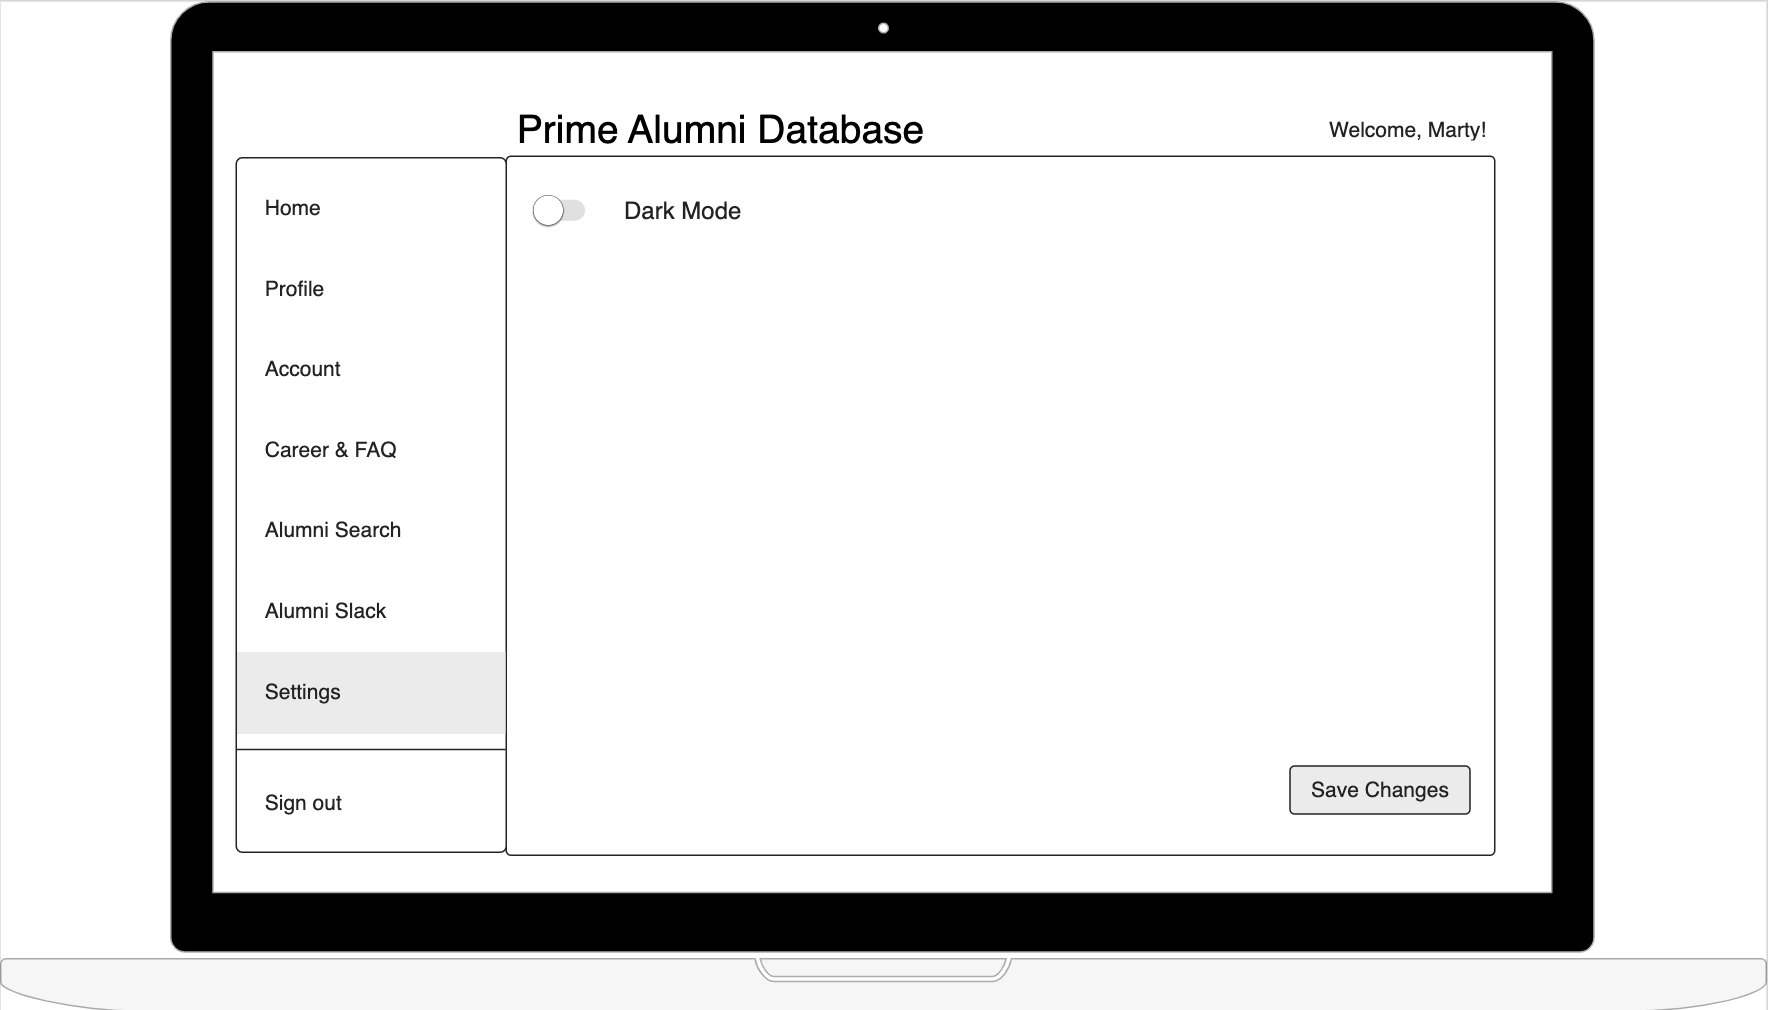 Prime Alumni Database
Welcome, Marty!
Home
Profile
Account
Career & FAQ
Alumni Search
Alumni Slack
Settings
Sign out
Dark Mode
Save Changes